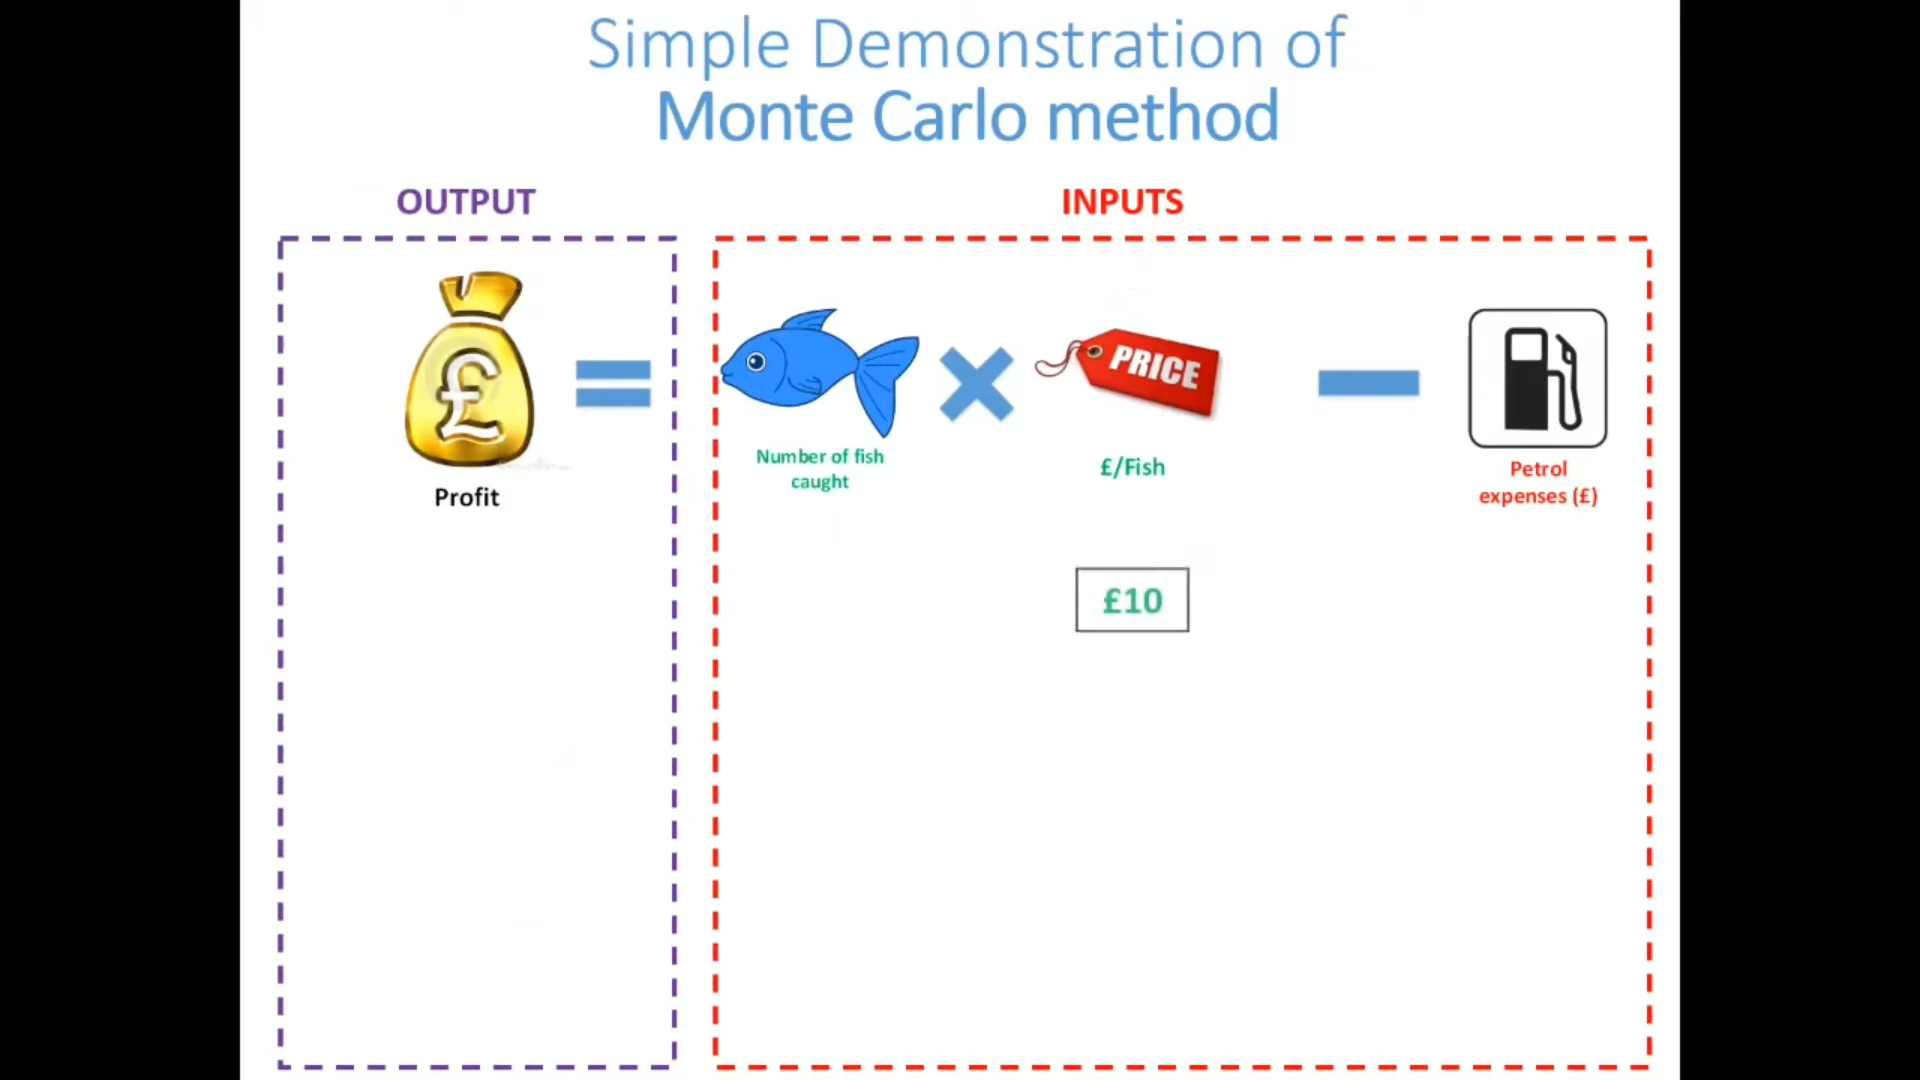 Simple Demonstration of
Monte Carlo method
OUTPUT
INPUTS
£
PRICE
Number of fish
caught
£/Fish
Petrol
expenses (£)
Profit
£10